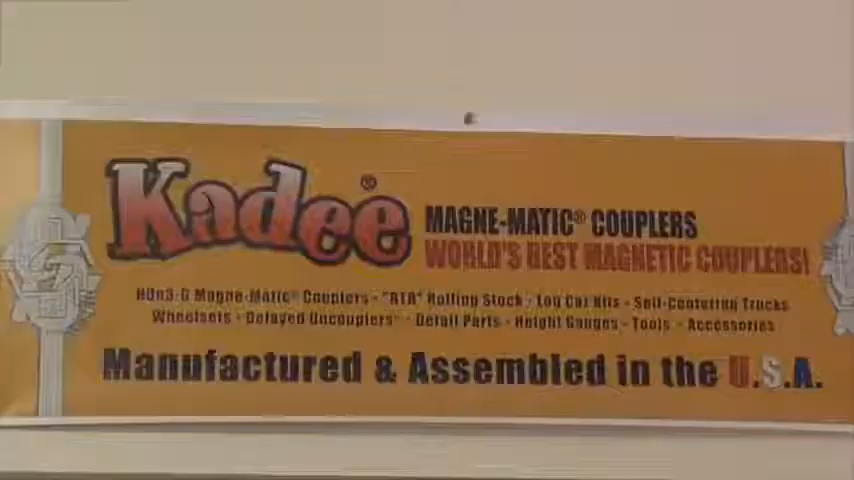 Kadee®
MAGNE-MATIC® COUPLERS
WORLD'S BEST MAGNETIC COUPLERS!
HOn3-G Magne-Matic® Couplers - "RTR" Rolling Stock - Log Car Kits - Self-Centering Trucks
Wheelsets - Delayed Uncouplers - Detail Parts - Height Gauges - Tools - Accessories
Manufactured & Assembled in the U.S.A.